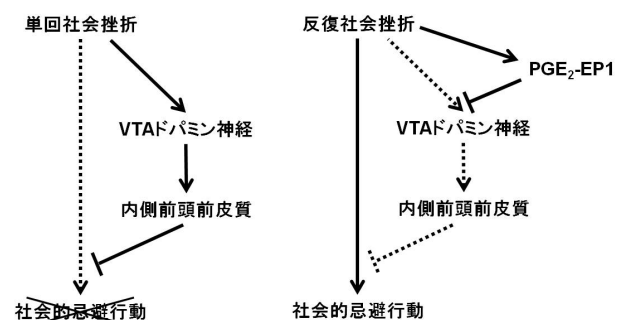 単回社会挫折
VTAドパミン神経
内側前頭前皮質
社会的忌避行動
反復社会挫折
PGE₂-EP1
VTAドパミン神経
内側前頭前皮質
社会的忌避行動